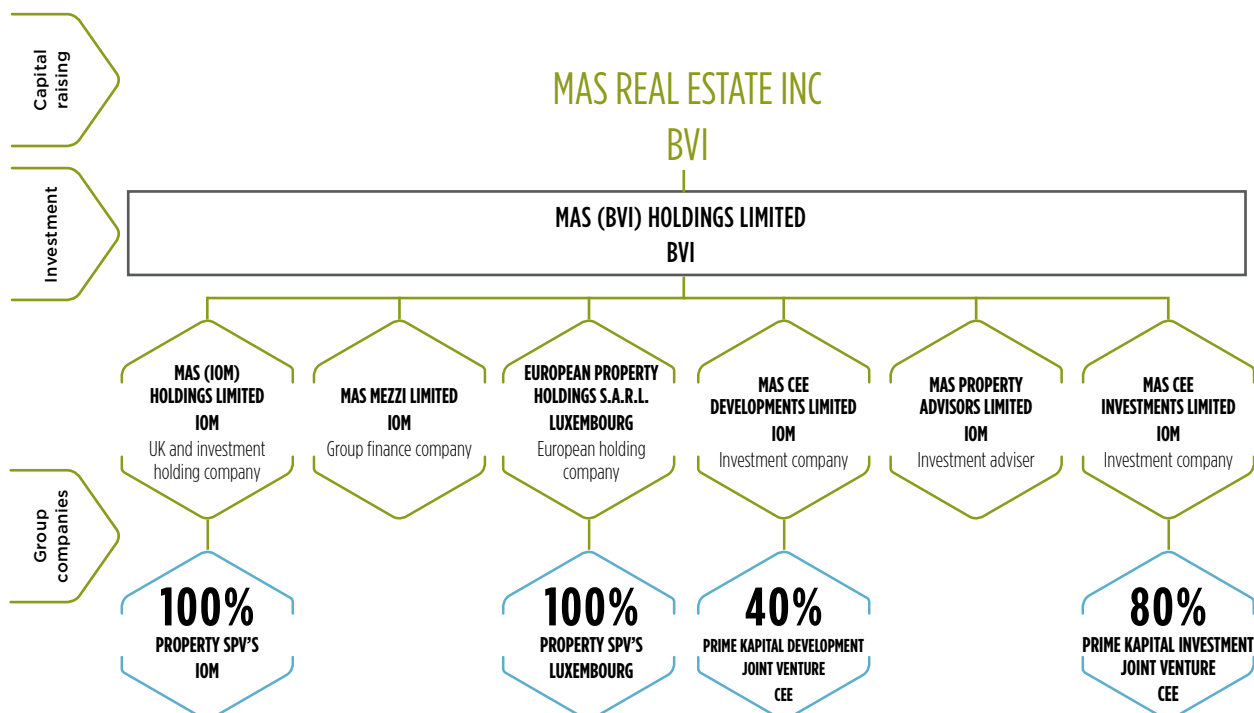 Capital
raising
MAS REAL ESTATE INC
BVI
Investment
MAS (BVI) HOLDINGS LIMITED
BVI
Group
companies
MAS (IOM)
HOLDINGS LIMITED
IOM
UK and investment
holding company
MAS MEZZI LIMITED
IOM
Group finance company
EUROPEAN PROPERTY
HOLDINGS S.A.R.L.
LUXEMBOURG
European holding
company
MAS CEE
DEVELOPMENTS LIMITED
IOM
Investment company
MAS PROPERTY
ADVISORS LIMITED
IOM
Investment adviser
MAS CEE
INVESTMENTS LIMITED
IOM
Investment company
100%
PROPERTY SPV'S
IOM
100%
PROPERTY SPV'S
LUXEMBOURG
40%
PRIME KAPITAL DEVELOPMENT
JOINT VENTURE
CEE
80%
PRIME KAPITAL INVESTMENT
JOINT VENTURE
CEE